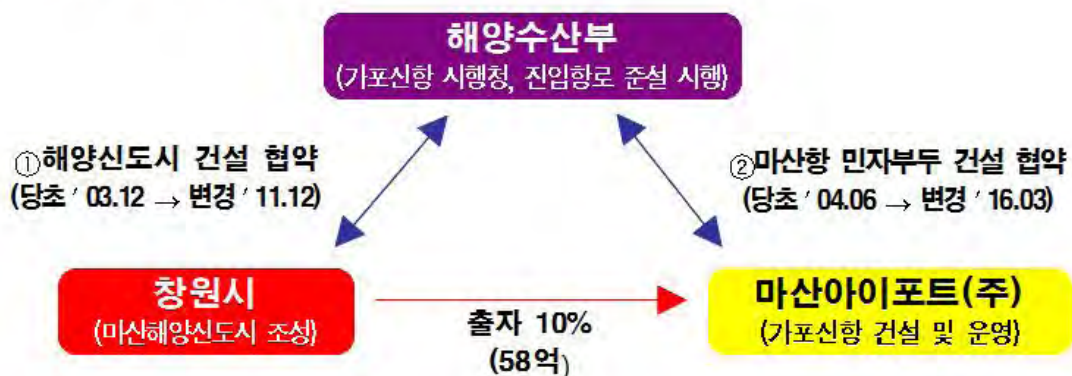 해양수산부
(가포신항 시행청, 진입항로 준설 시행)
①해양신도시 건설 협약
(당초 ′ 03.12 → 변경 ′ 11.12)
②마산항 민자부두 건설 협약
(당초 ′ 04.06 → 변경 ′ 16.03)
창원시
(마산해양신도시 조성)
출자 10%
(58억)
마산아이포트(주)
(가포신항 건설 및 운영)